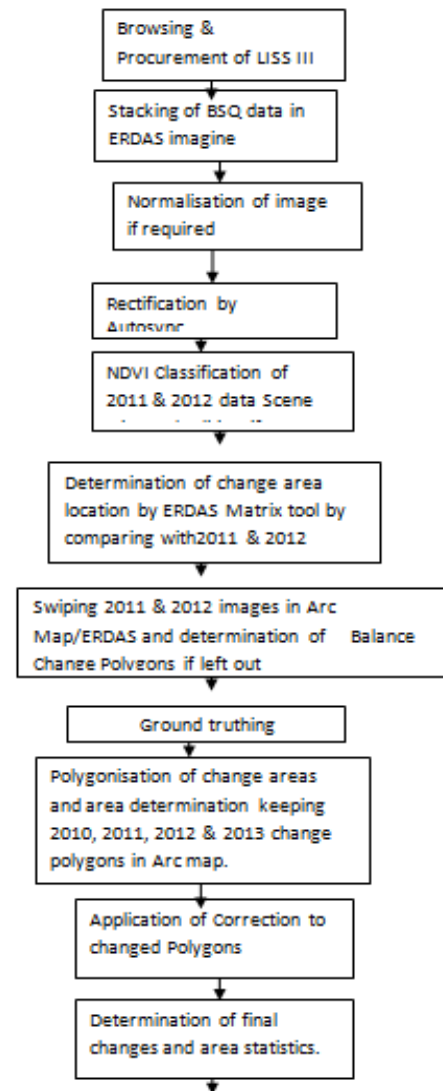 Browsing &
Procurement of LISS III
Stacking of BSQ data in
ERDAS imagine
Normalisation of image
if required
Rectification by
Autosync
NDVI Classification of
2011 & 2012 data Scene
Determination of change area
location by ERDAS Matrix tool by
comparing with2011 & 2012
Swiping 2011 & 2012 images in Arc
Map/ERDAS and determination of Balance
Change Polygons if left out
Ground truthing
Polygonisation of change areas
and area determination keeping
2010, 2011, 2012 & 2013 change
polygons in Arc map.
Application of Correction to
changed Polygons
Determination of final
changes and area statistics.